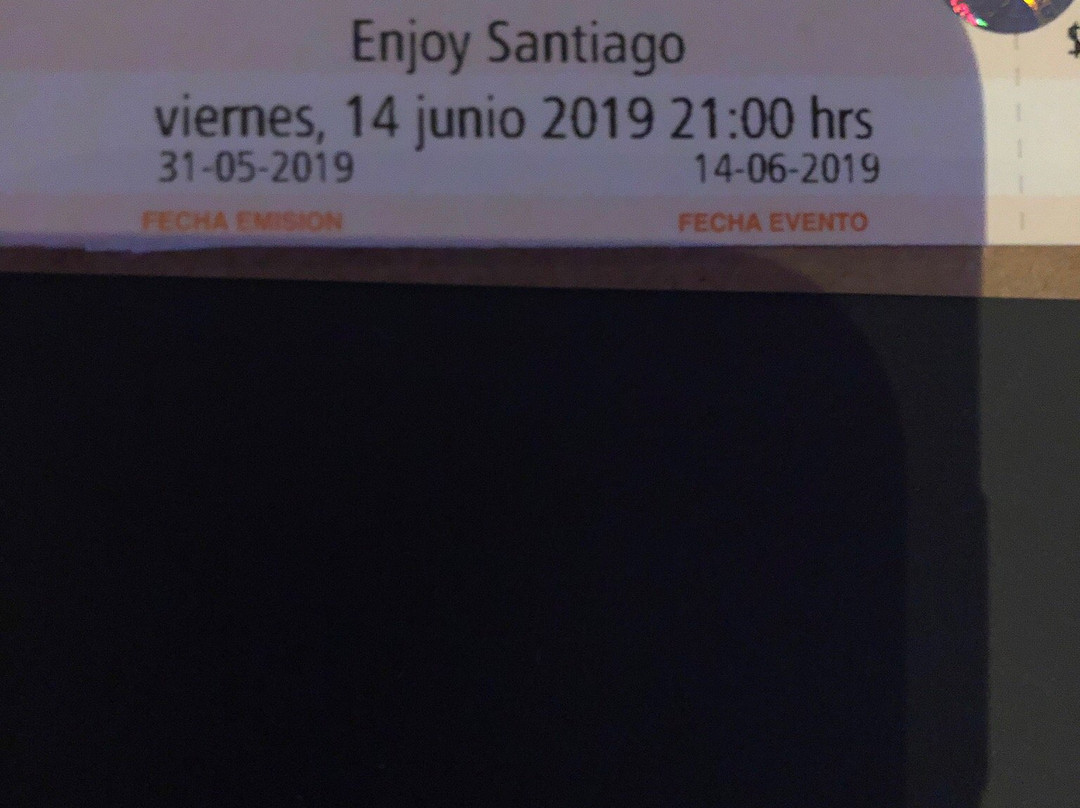 Enjoy Santiago
$
viernes, 14 junio 2019 21:00 hrs
31-05-2019 14-06-2019
FECHA EMISION FECHA EVENTO